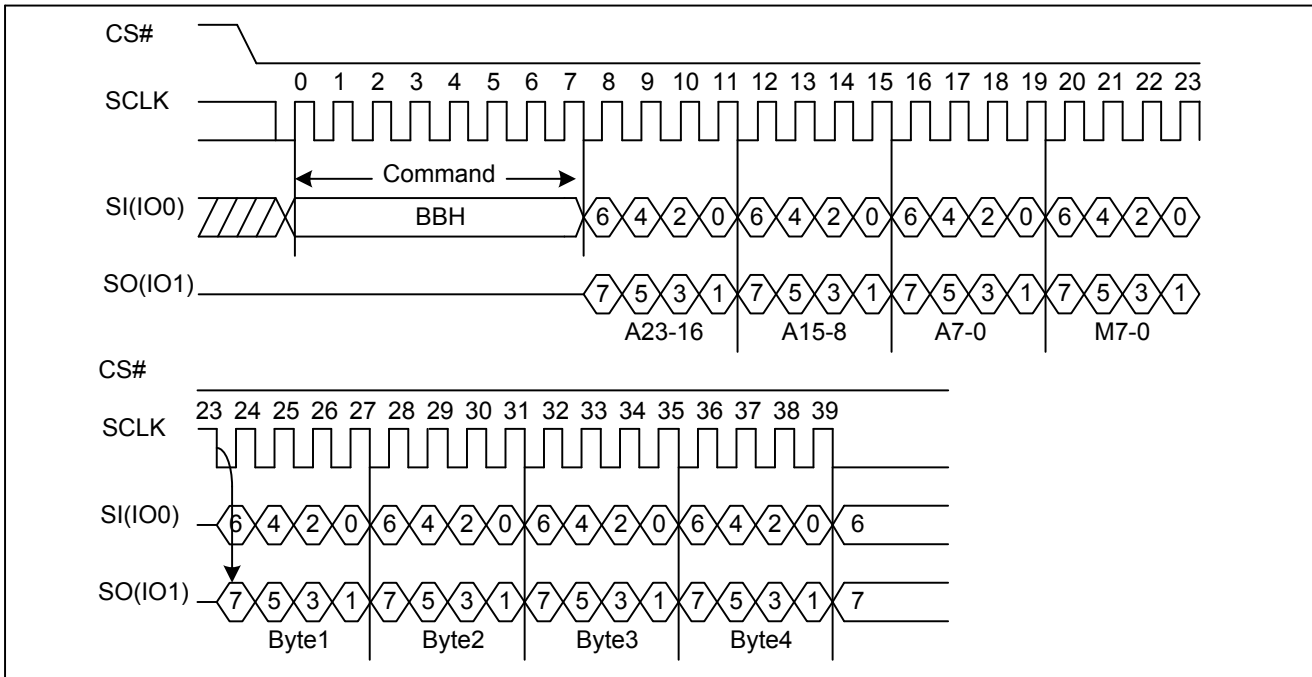 CS#
0 1 2 3 4 5 6 7 8 9 10 11 12 13 14 15 16 17 18 19 20 21 22 23
SCLK
Command
SI(IO0)
BBH
6 4 2 0 6 4 2 0 6 4 2 0 6 4 2 0
SO(IO1)
7 5 3 1 7 5 3 1 7 5 3 1 7 5 3 1
A23-16 A15-8 A7-0 M7-0
CS#
23 24 25 26 27 28 29 30 31 32 33 34 35 36 37 38 39
SCLK
SI(IO0)
6 4 2 0 6 4 2 0 6 4 2 0 6 4 2 0 6
SO(IO1)
7 5 3 1 7 5 3 1 7 5 3 1 7 5 3 1 7
Byte1 Byte2 Byte3 Byte4